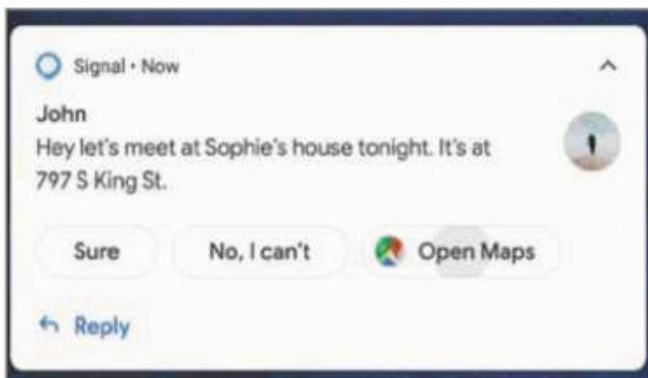 Signal • Now
John
Hey let's meet at Sophie's house tonight. It's at
797 S King St.
Sure No, I can't Open Maps
Reply